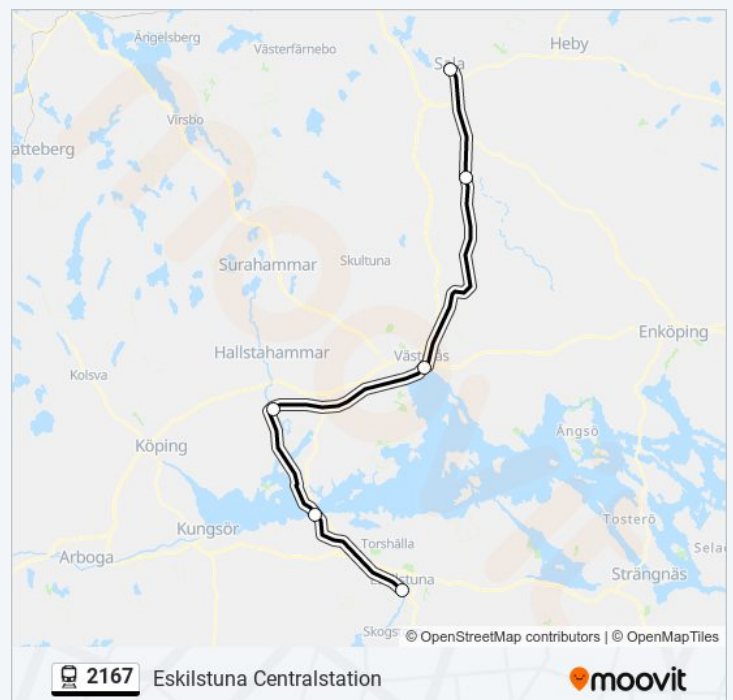 Ängelsberg
Västerfärnebo
Heby
Sala
Virsbo
atteberg
Surahammar
Skultuna
Enköping
Hallstahammar
Västerås
Kolsva
Ängsö
Köping
Kungsör
Tosterö
Torshälla
Arboga
Selao
Eskilstuna
Strängnäs
Skogs
© OpenStreetMap contributors | © OpenMapTiles
2167 Eskilstuna Centralstation
moovit